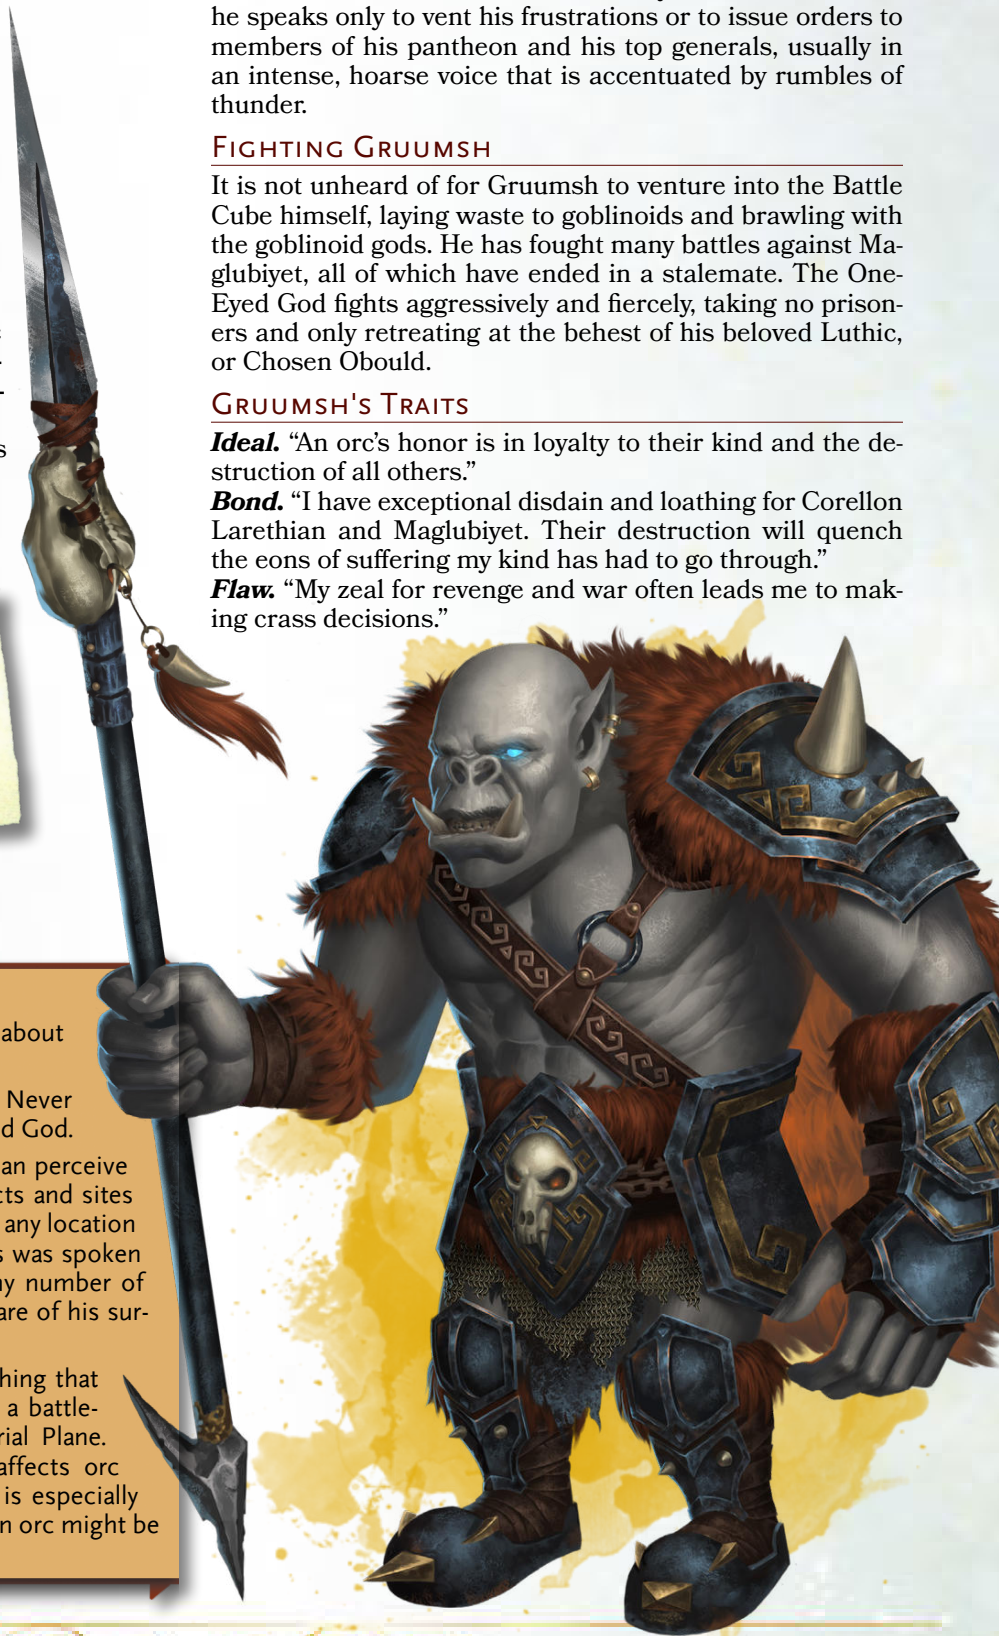 he speaks only to vent his frustrations or to issue orders to
members of his pantheon and his top generals, usually in
an intense, hoarse voice that is accentuated by rumbles of
thunder.
Fighting Gruumsh
It is not unheard of for Gruumsh to venture into the Battle
Cube himself, laying waste to goblinoids and brawling with
the goblinoid gods. He has fought many battles against Ma-
glubiyet, all of which have ended in a stalemate. The One-
Eyed God fights aggressively and fiercely, taking no prison-
ers and only retreating at the behest of his beloved Luthic,
or Chosen Obould.
Gruumsh's Traits
Ideal. “An orc’s honor is in loyalty to their kind and the de-
struction of all others.”
Bond. “I have exceptional disdain and loathing for Corellon
Larethian and Maglubiyet. Their destruction will quench
the eons of suffering my kind has had to go through.”
Flaw. “My zeal for revenge and war often leads me to mak-
ing crass decisions.”
about
Never
d God.
an perceive
cts and sites
any location
s was spoken
ny number of
are of his sur-
hing that
a battle-
rial Plane.
affects orc
is especially
n orc might be